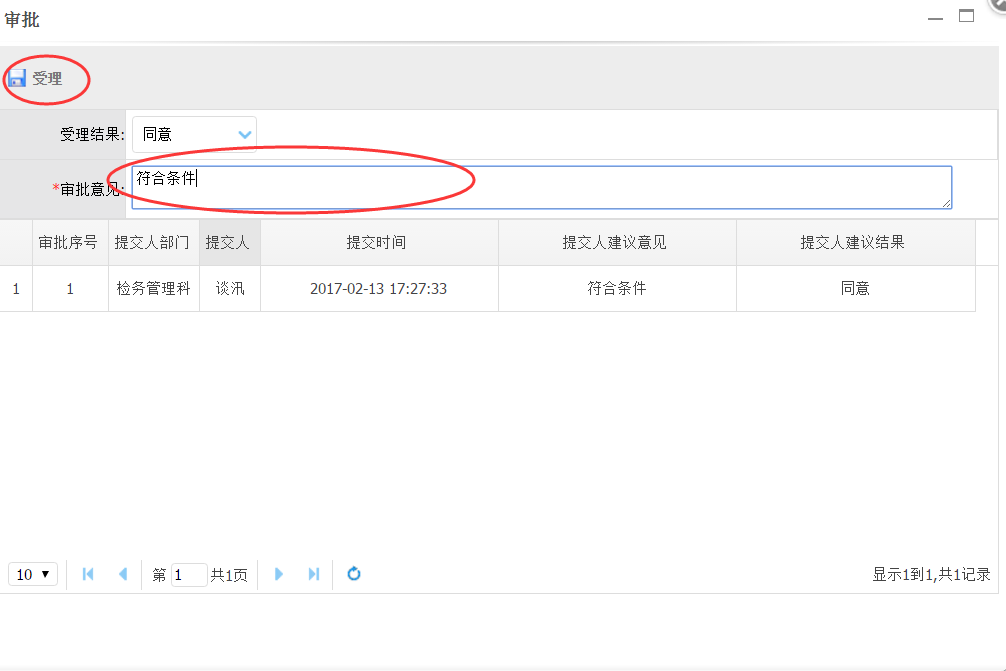 审批
受理
受理结果: 同意
*审批意见: 符合条件
审批序号 提交人部门 提交人 提交时间 提交人建议意见 提交人建议结果
1 1 检务管理科 谈汛 2017-02-13 17:27:33 符合条件 同意
10 第 1 共1页 显示1到1,共1记录